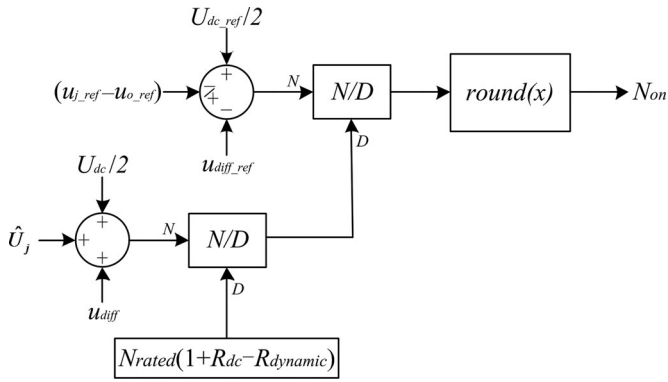 U_dc_ref/2
+
(u_j_ref−u_o_ref)
+
−
N
N/D
round(x)
N_on
D
u_diff_ref
U_dc/2
+
Û_j
+
+
N
N/D
D
u_diff
N_rated(1+R_dc−R_dynamic)